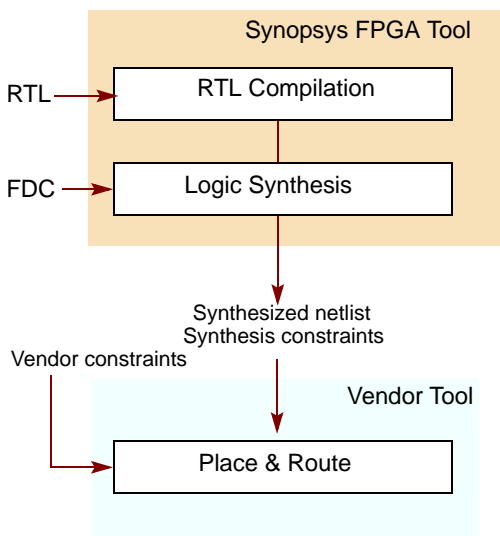 Synopsys FPGA Tool
RTL
RTL Compilation
FDC
Logic Synthesis
Synthesized netlist
Synthesis constraints
Vendor constraints
Vendor Tool
Place & Route